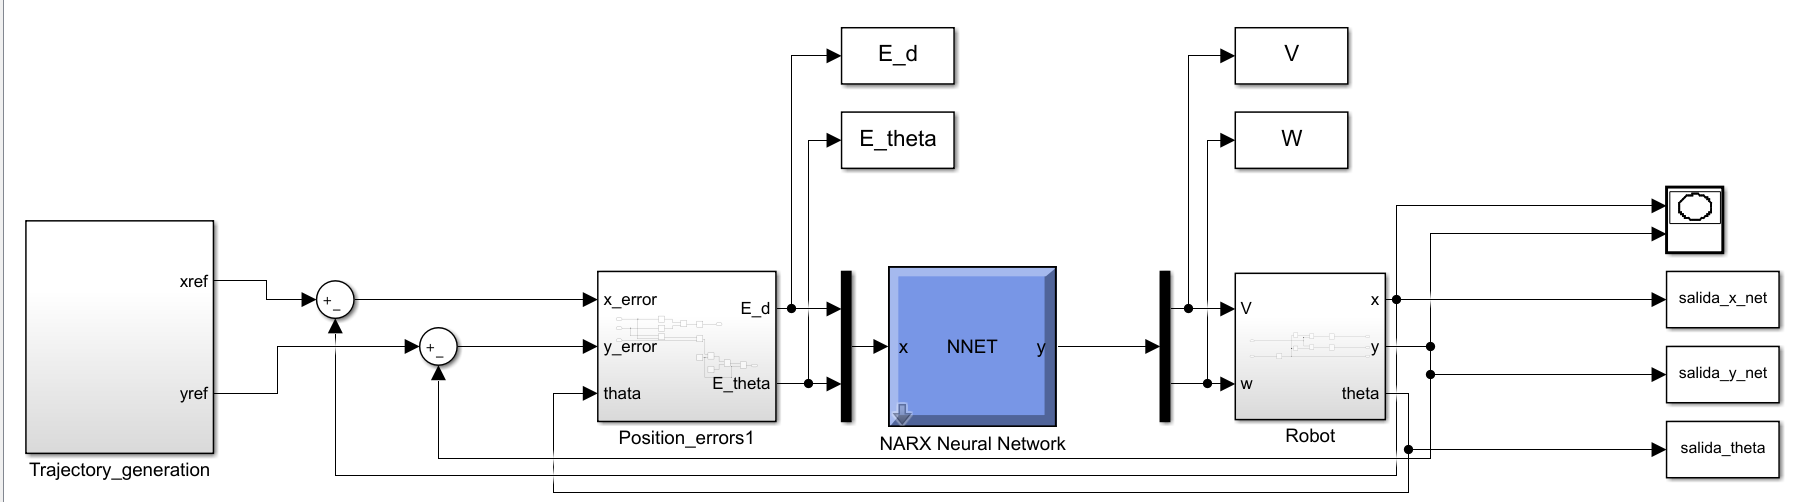 E_d
V
E_theta
W
xref
yref
Trajectory_generation
+
−
+
−
x_error
y_error
thata
E_d
E_theta
Position_errors1
x
NNET
y
NARX Neural Network
V
w
x
y
theta
Robot
salida_x_net
salida_y_net
salida_theta